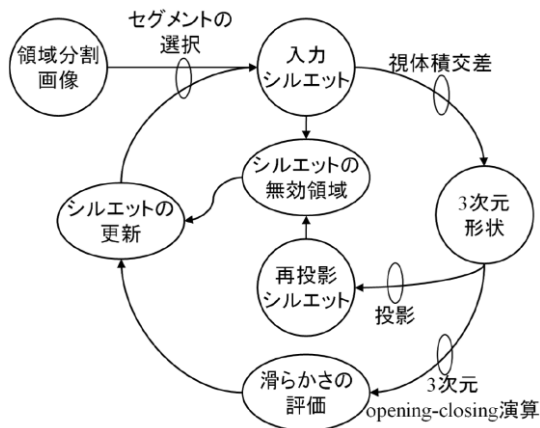 領域分割
画像
セグメントの
選択
入力
シルエット
視体積交差
シルエットの
無効領域
シルエットの
更新
3次元
形状
再投影
シルエット
投影
滑らかさの
評価
3次元
opening-closing演算